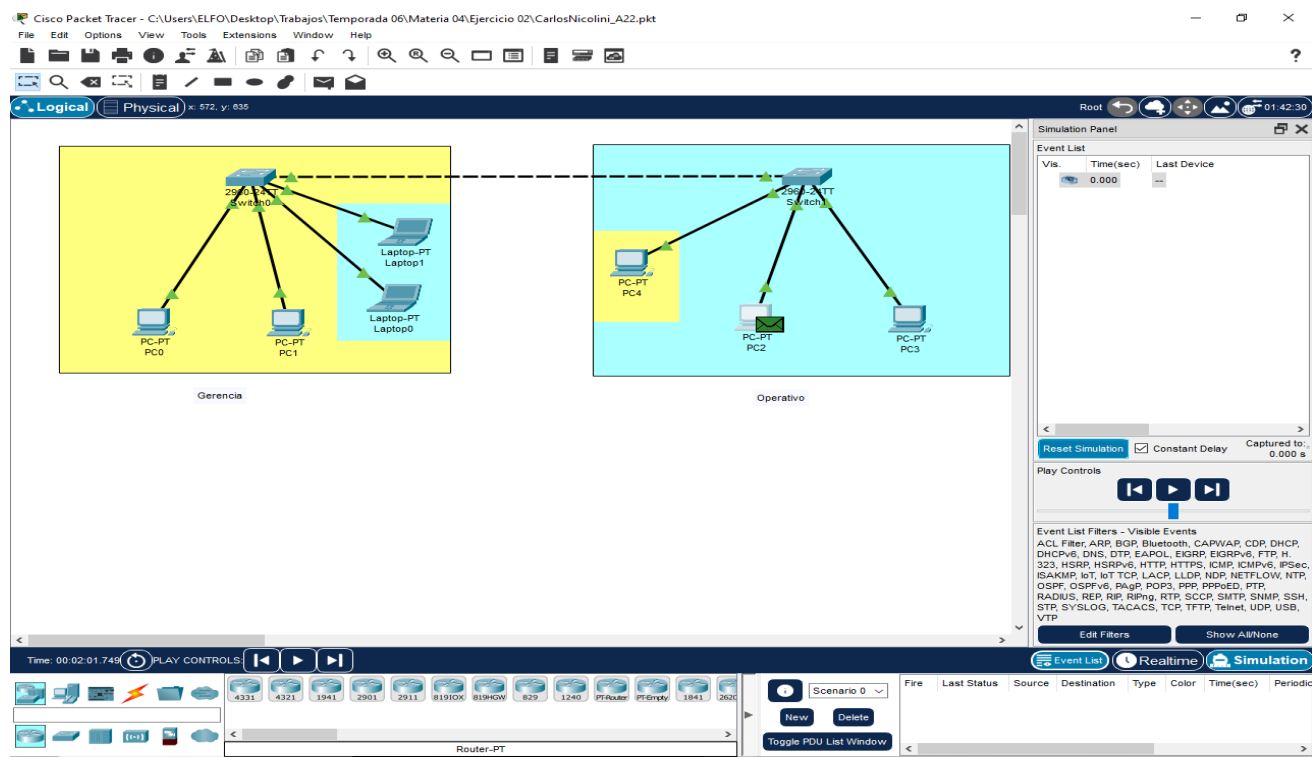 Cisco Packet Tracer - C:\Users\ELFO\Desktop\Trabajos\Temporada 06\Materia 04\Ejercicio 02\CarlosNicolini_A22.pkt
File Edit Options View Tools Extensions Window Help
?
Logical Physical x: 572, y: 635 Root 01:42:30
Simulation Panel
Event List
Vis. Time(sec) Last Device
0.000 --
2960-24TT
Switch0
2960-24TT
Switch1
Laptop-PT
Laptop1
PC-PT
PC4
Laptop-PT
Laptop0
PC-PT
PC0
PC-PT
PC1
PC-PT
PC2
PC-PT
PC3
Gerencia
Operativo
Reset Simulation Constant Delay Captured to:
0.000 s
Play Controls
Event List Filters - Visible Events
ACL Filter, ARP, BGP, Bluetooth, CAPWAP, CDP, DHCP,
DHCPv6, DNS, DTP, EAPOL, EIGRP, EIGRPv6, FTP, H.
323, HSRP, HSRPv6, HTTP, HTTPS, ICMP, ICMPv6, IPSec,
ISAKMP, IoT, IoT TCP, LACP, LLDP, NDP, NETFLOW, NTP,
OSPF, OSPFv6, PAgP, POP3, PPP, PPPoED, PTP,
RADIUS, REP, RIP, RIPng, RTP, SCCP, SMTP, SNMP, SSH,
STP, SYSLOG, TACACS, TCP, TFTP, Telnet, UDP, USB,
VTP
Edit Filters Show All/None
Time: 00:02:01.749 PLAY CONTROLS: Event List Realtime Simulation
4331 4321 1941 2901 2911 819IOX 819HGW 829 1240 PT-Router PT-Empty 1841 262
Scenario 0
New Delete
Toggle PDU List Window
Fire Last Status Source Destination Type Color Time(sec) Periodic
Router-PT